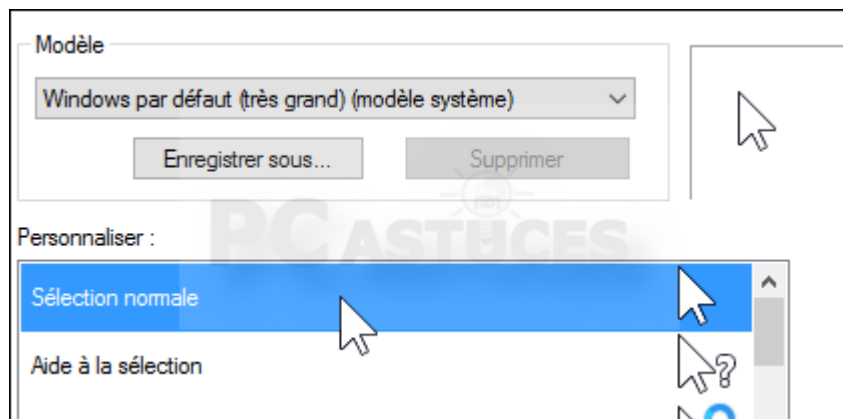 Modèle
Windows par défaut (très grand) (modèle système)
Enregistrer sous...
Supprimer
PC ASTUCES
Personnaliser :
Sélection normale
Aide à la sélection